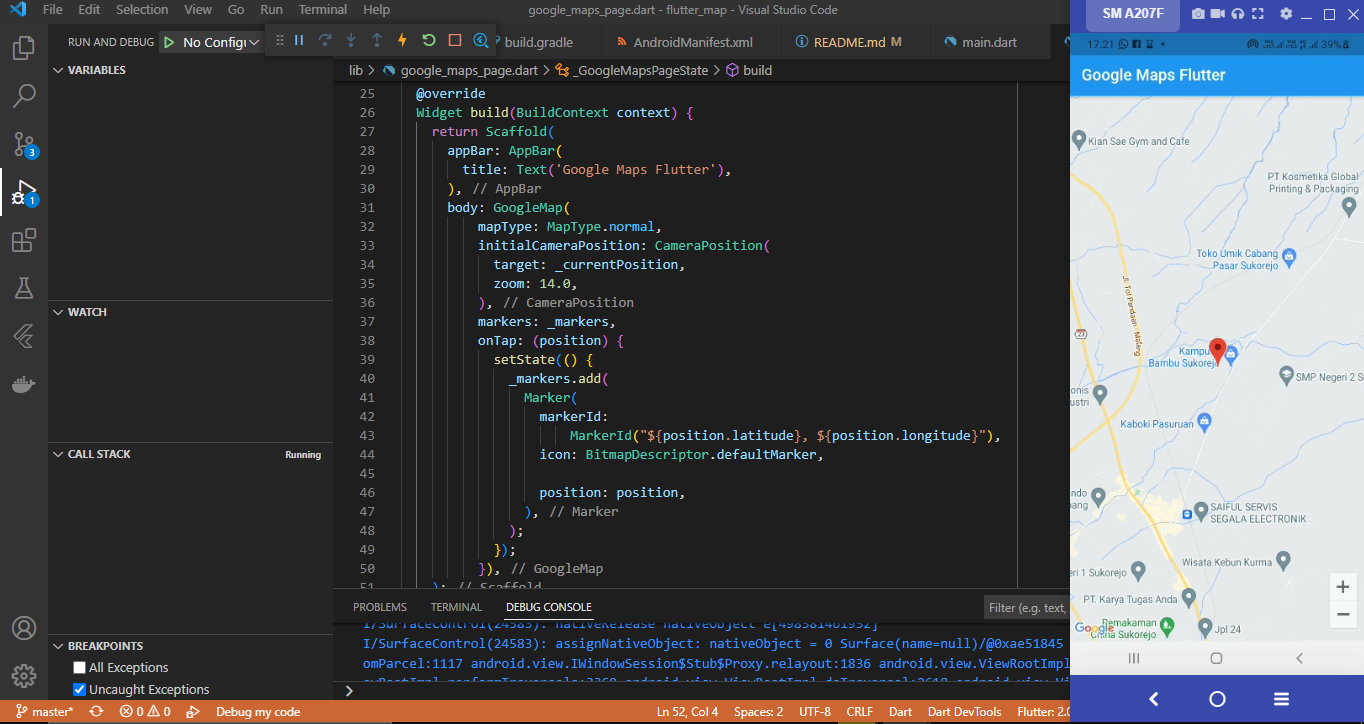 File Edit Selection View Go Run Terminal Help
google_maps_page.dart - flutter_map - Visual Studio Code
RUN AND DEBUG
No Config
build.gradle
AndroidManifest.xml
README.md M
main.dart
lib > google_maps_page.dart > _GoogleMapsPageState > build
VARIABLES
WATCH
CALL STACK
Running
BREAKPOINTS
All Exceptions
Uncaught Exceptions
3
1
25 @override
26 Widget build(BuildContext context) {
27 return Scaffold(
28 appBar: AppBar(
29 title: Text('Google Maps Flutter'),
30 ), // AppBar
31 body: GoogleMap(
32 mapType: MapType.normal,
33 initialCameraPosition: CameraPosition(
34 target: _currentPosition,
35 zoom: 14.0,
36 ), // CameraPosition
37 markers: _markers,
38 onTap: (position) {
39 setState(() {
40 _markers.add(
41 Marker(
42 markerId:
43 MarkerId("${position.latitude}, ${position.longitude}"),
44 icon: BitmapDescriptor.defaultMarker,
45
46 position: position,
47 ), // Marker
48 );
49 });
50 }), // GoogleMap
51 ); // Scaffold
PROBLEMS TERMINAL DEBUG CONSOLE
Filter (e.g. text,
I/SurfaceControl(24583): nativeRelease nativeObject e[498581461952]
I/SurfaceControl(24583): assignNativeObject: nativeObject = 0 Surface(name=null)/@0xae51845
omParcel:1117 android.view.IWindowSession$Stub$Proxy.relayout:1836 android.view.ViewRootImpl
master*
0 0
Debug my code
Ln 52, Col 4
Spaces: 2
UTF-8
CRLF
Dart
Dart DevTools
Flutter: 2.0
SM A207F
17.21
39%
Google Maps Flutter
Kian Sae Gym and Cafe
PT Kosmetika Global
Printing & Packaging
Toko Umik Cabang
Pasar Sukorejo
Jl. Tol Pandaan - Malang
27
Kampu
Bambu Sukorejo
SMP Negeri 2 S
onis
ustri
Kaboki Pasuruan
ndo
ang
SAIFUL SERVIS
SEGALA ELECTRONIK
Wisata Kebun Kurma
eri 1 Sukorejo
PT. Karya Tugas Anda
Google
Pemakaman
China Sukorejo
Jpl 24
+
−